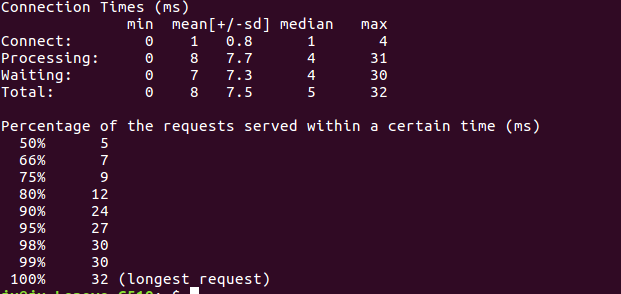 Connection Times (ms)
              min  mean[+/-sd] median   max
Connect:        0    1   0.8      1       4
Processing:     0    8   7.7      4      31
Waiting:        0    7   7.3      4      30
Total:          0    8   7.5      5      32
Percentage of the requests served within a certain time (ms)
  50%      5
  66%      7
  75%      9
  80%     12
  90%     24
  95%     27
  98%     30
  99%     30
 100%     32 (longest request)